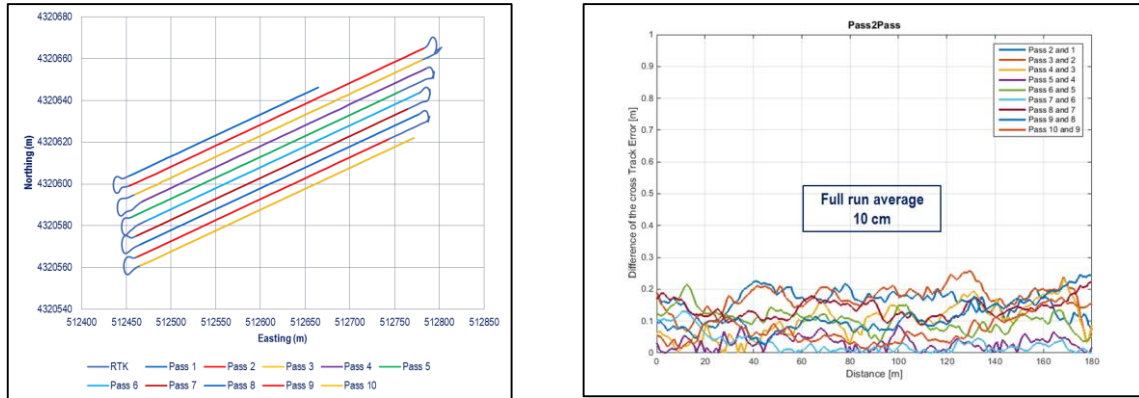 4320680
4320660
4320640
4320620
4320600
4320580
4320560
4320540
Northing (m)
512400 512450 512500 512550 512600 512650 512700 512750 512800 512850
Easting (m)
RTK Pass 1 Pass 2 Pass 3 Pass 4 Pass 5
Pass 6 Pass 7 Pass 8 Pass 9 Pass 10
Pass2Pass
1
0.9
0.8
0.7
0.6
0.5
0.4
0.3
0.2
0.1
0
Difference of the cross Track Error [m]
Pass 2 and 1
Pass 3 and 2
Pass 4 and 3
Pass 5 and 4
Pass 6 and 5
Pass 7 and 6
Pass 8 and 7
Pass 9 and 8
Pass 10 and 9
Full run average
10 cm
0 20 40 60 80 100 120 140 160 180
Distance [m]